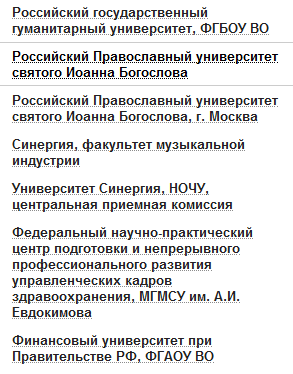 Российский государственный
гуманитарный университет, ФГБОУ ВО
Российский Православный университет
святого Иоанна Богослова
Российский Православный университет
святого Иоанна Богослова, г. Москва
Синергия, факультет музыкальной
индустрии
Университет Синергия, НОЧУ,
центральная приемная комиссия
Федеральный научно-практический
центр подготовки и непрерывного
профессионального развития
управленческих кадров
здравоохранения, МГМСУ им. А.И.
Евдокимова
Финансовый университет при
Правительстве РФ, ФГАОУ ВО